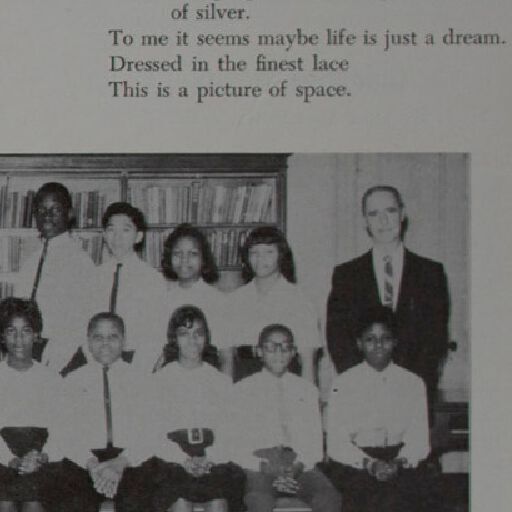 of silver.
To me it seems maybe life is just a dream.
Dressed in the finest lace
This is a picture of space.